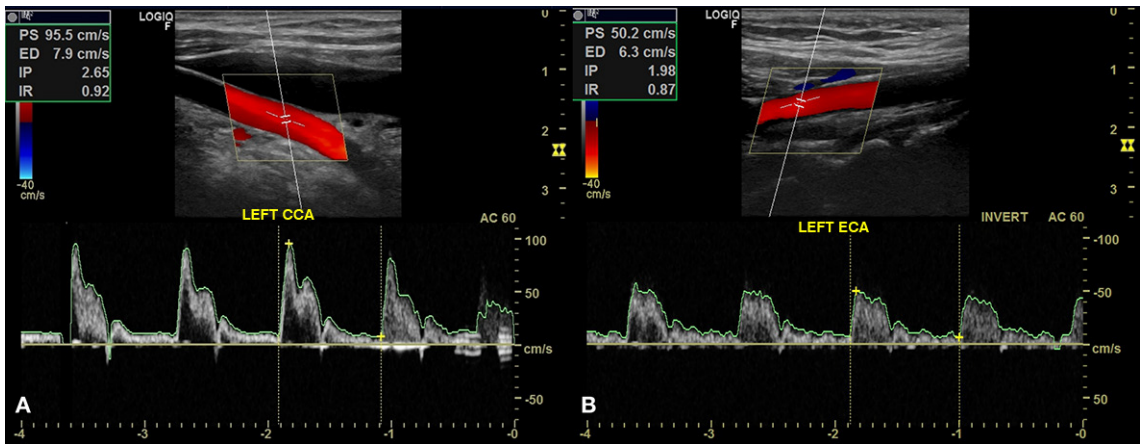 LOGIQ
F
PS 95.5 cm/s
ED 7.9 cm/s
IP 2.65
IR 0.92
-40
cm/s
0
1
2
3
LEFT CCA
AC 60
100
50
cm/s
-50
A
-4 -3 -2 -1 -0
LOGIQ
F
PS 50.2 cm/s
ED 6.3 cm/s
IP 1.98
IR 0.87
-40
cm/s
0
1
2
3
LEFT ECA
INVERT AC 60
-100
-50
cm/s
50
B
-4 -3 -2 -1 -0